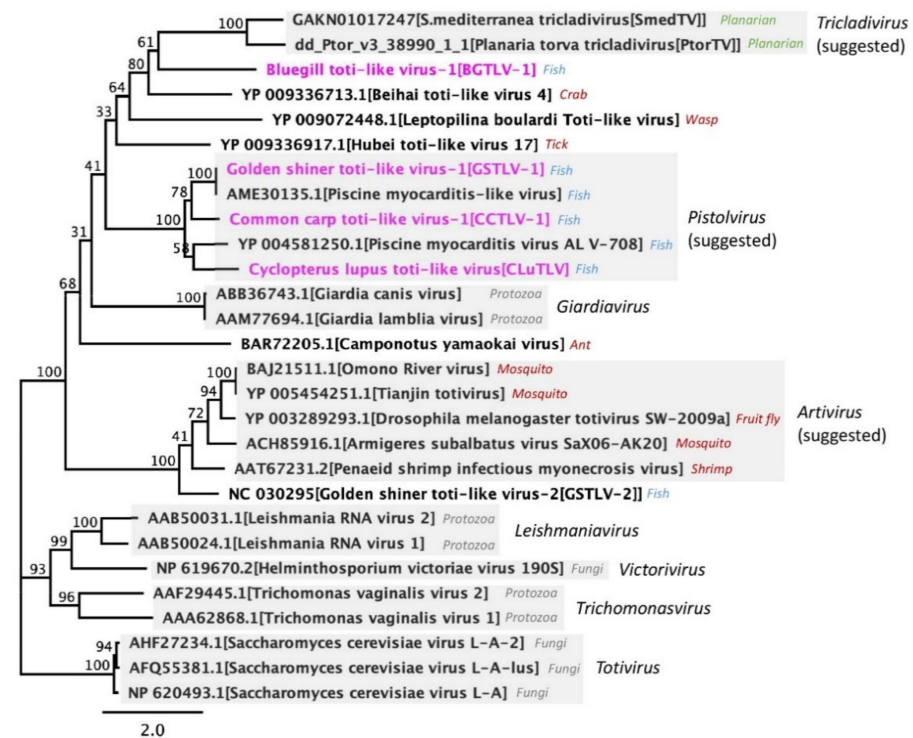 100
GAKN01017247[S.mediterranea tricladivirus[SmedTV]] Planarian
Tricladivirus
(suggested)
dd_Ptor_v3_38990_1_1[Planaria torva tricladivirus[PtorTV]] Planarian
61
Bluegill toti-like virus-1[BGTLV-1] Fish
80
YP 009336713.1[Beihai toti-like virus 4] Crab
64
YP 009072448.1[Leptopilina boulardi Toti-like virus] Wasp
33
YP 009336917.1[Hubei toti-like virus 17] Tick
41
Golden shiner toti-like virus-1[GSTLV-1] Fish
100
AME30135.1[Piscine myocarditis-like virus] Fish
78
Common carp toti-like virus-1[CCTLV-1] Fish
Pistolvirus
(suggested)
100
YP 004581250.1[Piscine myocarditis virus AL V-708] Fish
31
58
Cyclopterus lupus toti-like virus[CLuTLV] Fish
68
ABB36743.1[Giardia canis virus] Protozoa
100
Giardiavirus
AAM77694.1[Giardia lamblia virus] Protozoa
BAR72205.1[Camponotus yamaokai virus] Ant
100
BAJ21511.1[Omono River virus] Mosquito
100
YP 005454251.1[Tianjin totivirus] Mosquito
94
YP 003289293.1[Drosophila melanogaster totivirus SW-2009a] Fruit fly
Artivirus
(suggested)
72
ACH85916.1[Armigeres subalbatus virus SaX06-AK20] Mosquito
41
AAT67231.2[Penaeid shrimp infectious myonecrosis virus] Shrimp
100
NC 030295[Golden shiner toti-like virus-2[GSTLV-2]] Fish
AAB50031.1[Leishmania RNA virus 2] Protozoa
100
Leishmaniavirus
AAB50024.1[Leishmania RNA virus 1] Protozoa
99
NP 619670.2[Helminthosporium victoriae virus 190S] Fungi
Victorivirus
93
AAF29445.1[Trichomonas vaginalis virus 2] Protozoa
96
Trichomonasvirus
AAA62868.1[Trichomonas vaginalis virus 1] Protozoa
AHF27234.1[Saccharomyces cerevisiae virus L-A-2] Fungi
94
AFQ55381.1[Saccharomyces cerevisiae virus L-A-lus] Fungi
Totivirus
100
NP 620493.1[Saccharomyces cerevisiae virus L-A] Fungi
2.0